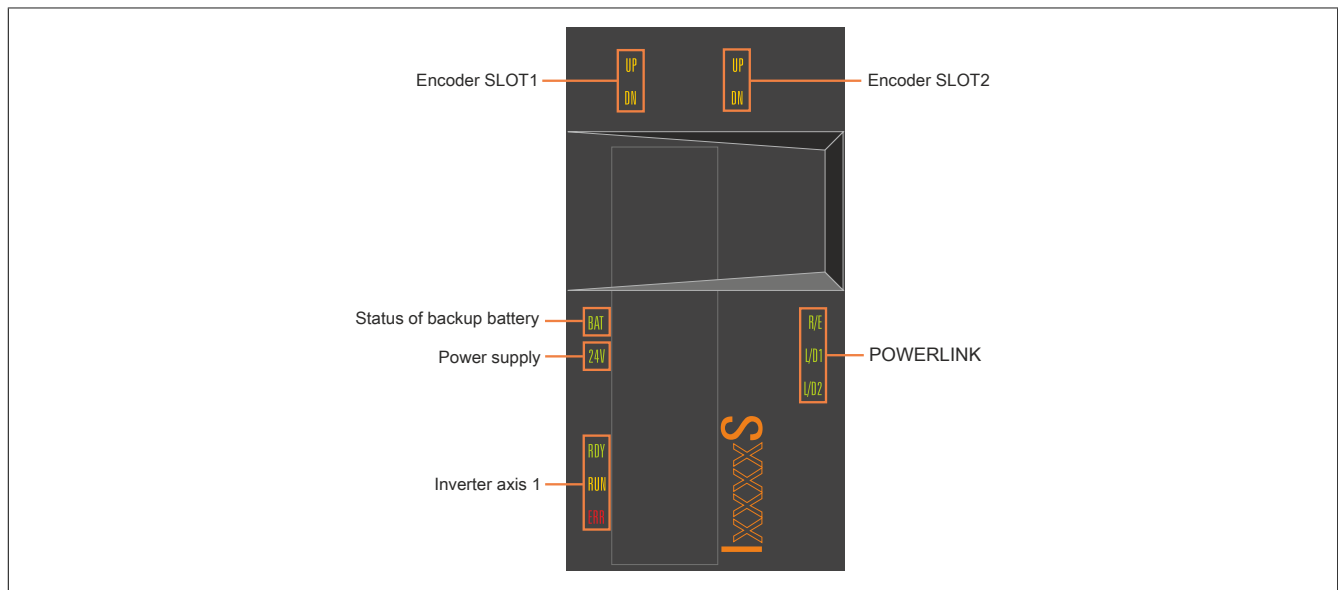 Encoder SLOT1
UP
DN
UP
DN
Encoder SLOT2
Status of backup battery
BAT
Power supply
24V
R/E
L/D1
L/D2
POWERLINK
Inverter axis 1
RDY
RUN
ERR
SXXXXXI